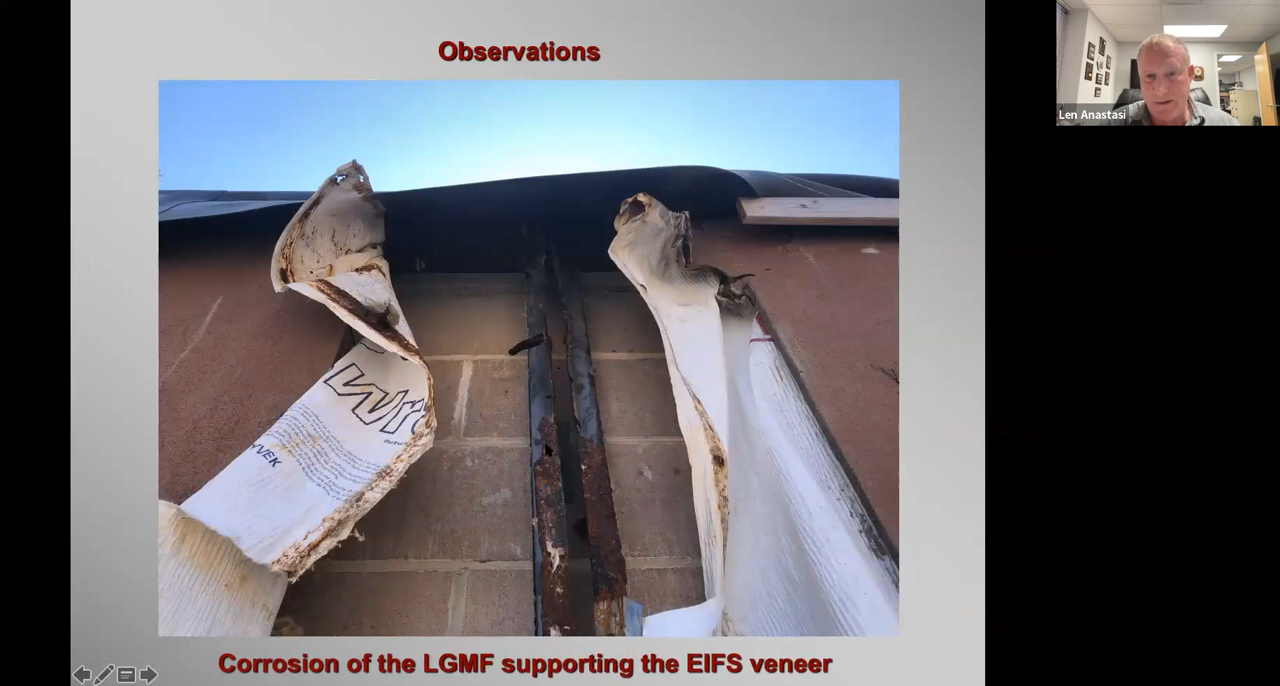 Observations
Len Anastasi
TYVEK
Corrosion of the LGMF supporting the EIFS veneer